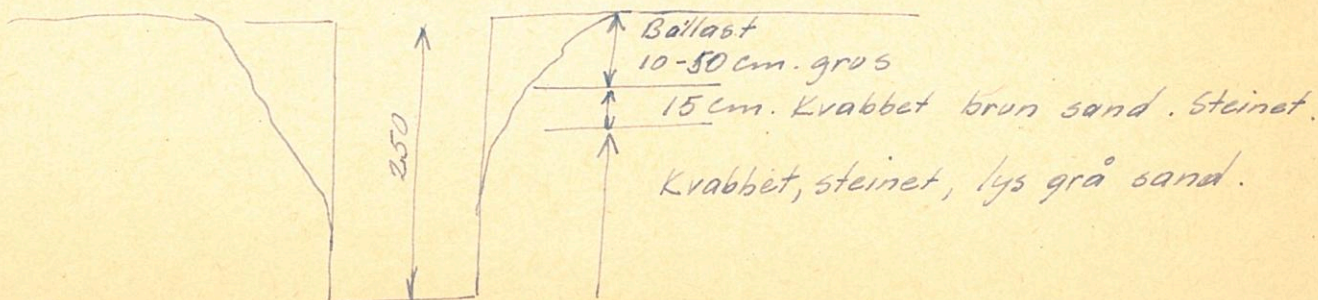 Ballast
10-50 cm. grus
15 cm. Kvabbet brun sand. Steinet.
250
Kvabbet, steinet, lys grå sand.